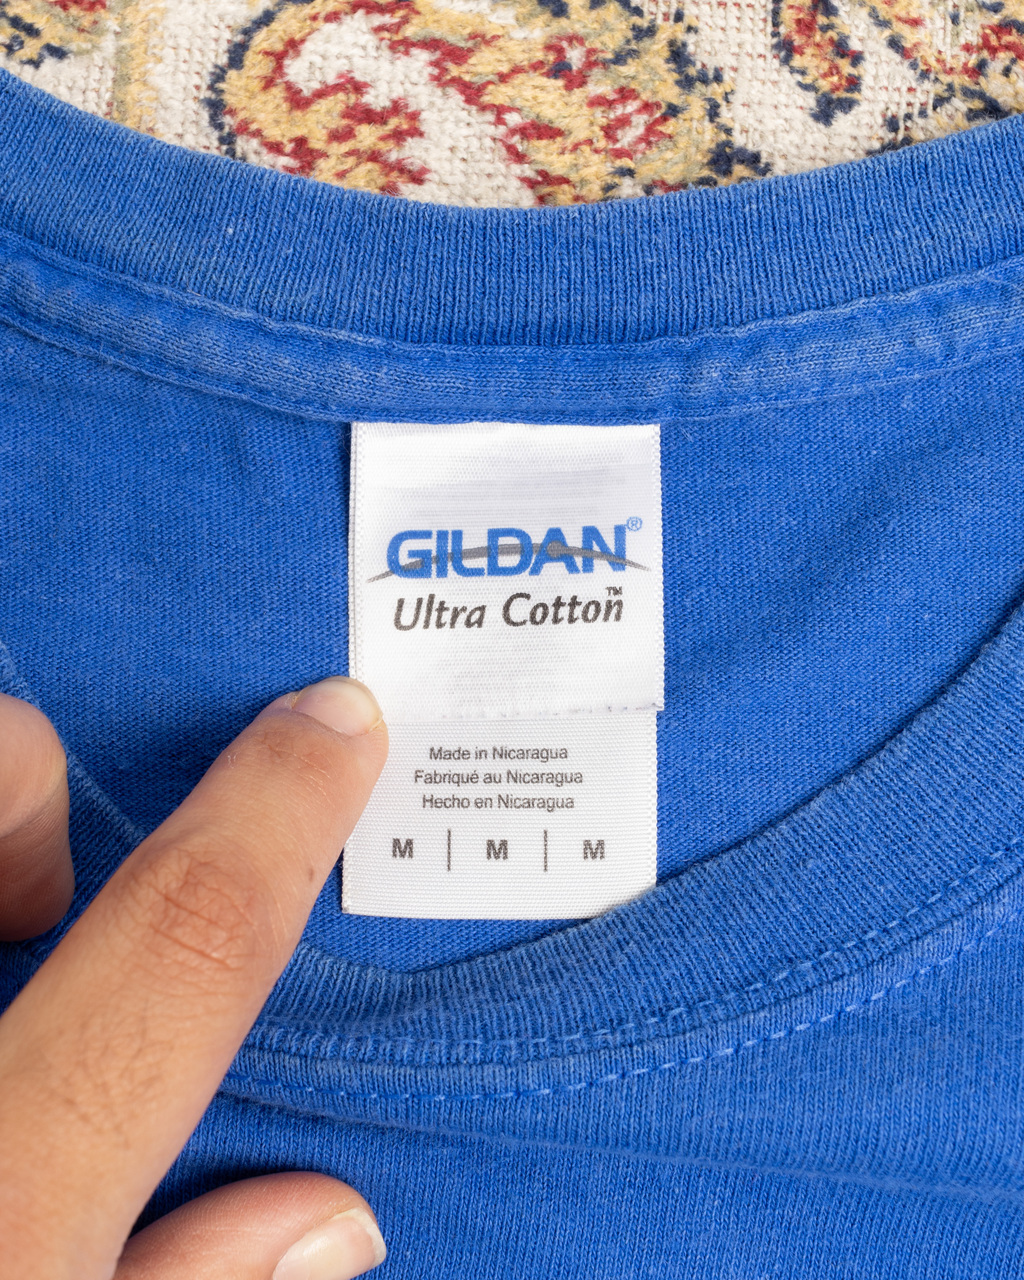 GILDAN®
Ultra Cotton™
Made in Nicaragua
Fabriqué au Nicaragua
Hecho en Nicaragua
M | M | M